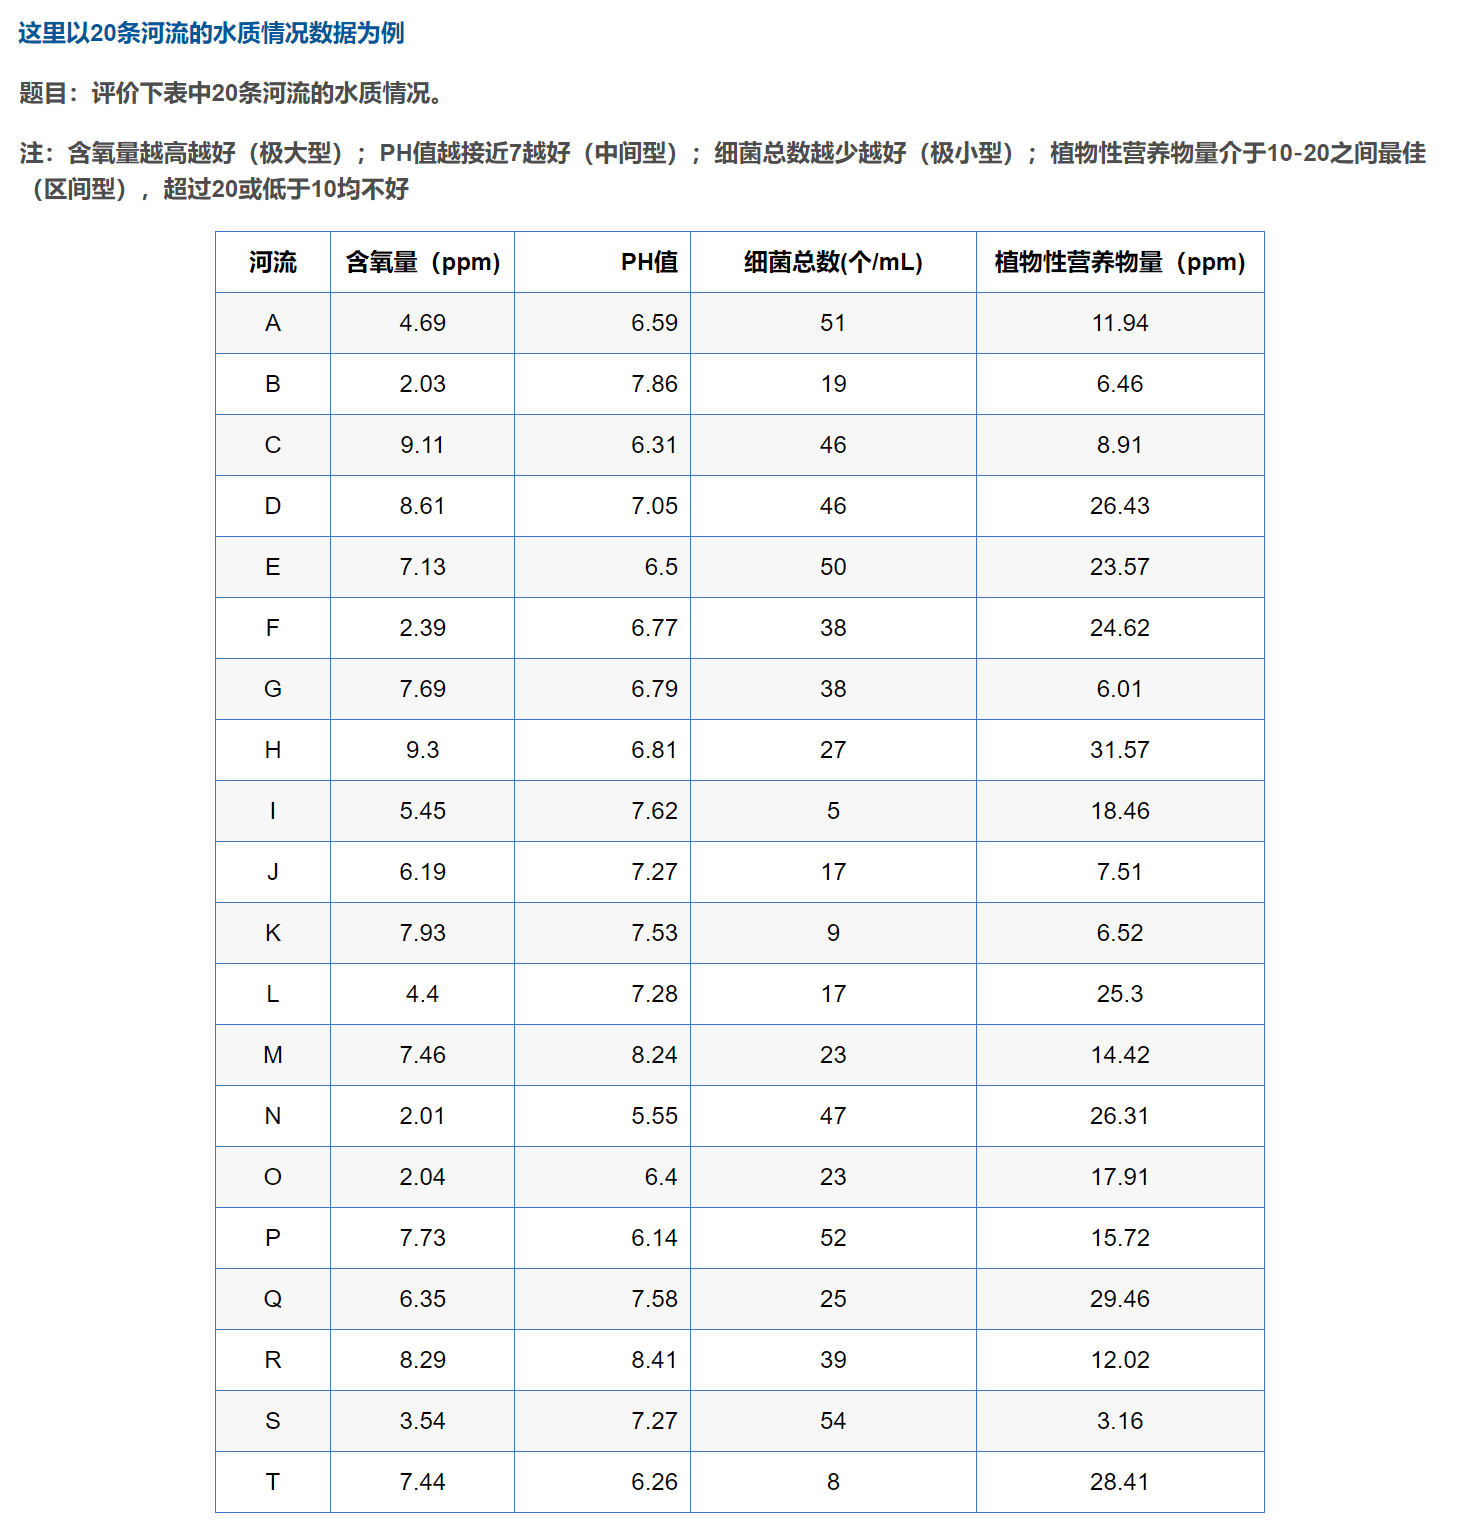 这里以20条河流的水质情况数据为例
题目：评价下表中20条河流的水质情况。
注：含氧量越高越好（极大型）；PH值越接近7越好（中间型）；细菌总数越少越好（极小型）；植物性营养物量介于10-20之间最佳
（区间型），超过20或低于10均不好
河流 含氧量（ppm) PH值 细菌总数(个/mL) 植物性营养物量（ppm)
A 4.69 6.59 51 11.94
B 2.03 7.86 19 6.46
C 9.11 6.31 46 8.91
D 8.61 7.05 46 26.43
E 7.13 6.5 50 23.57
F 2.39 6.77 38 24.62
G 7.69 6.79 38 6.01
H 9.3 6.81 27 31.57
I 5.45 7.62 5 18.46
J 6.19 7.27 17 7.51
K 7.93 7.53 9 6.52
L 4.4 7.28 17 25.3
M 7.46 8.24 23 14.42
N 2.01 5.55 47 26.31
O 2.04 6.4 23 17.91
P 7.73 6.14 52 15.72
Q 6.35 7.58 25 29.46
R 8.29 8.41 39 12.02
S 3.54 7.27 54 3.16
T 7.44 6.26 8 28.41